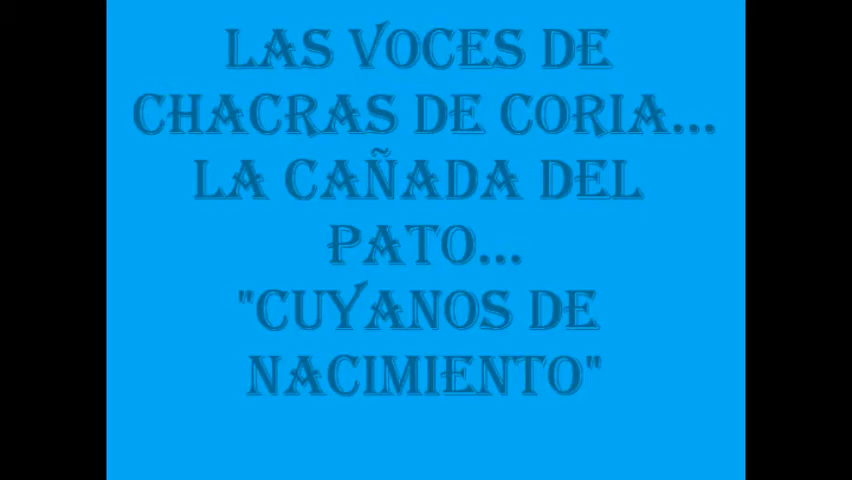 LAS VOCES DE
CHACRAS DE CORIA...
LA CAÑADA DEL
PATO...
"CUYANOS DE
NACIMIENTO"